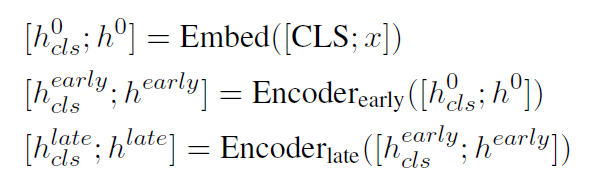 [h^0_{cls}; h^0] = Embed([CLS; x])
[h^{early}_{cls}; h^{early}] = Encoder_{early}([h^0_{cls}; h^0])
[h^{late}_{cls}; h^{late}] = Encoder_{late}([h^{early}_{cls}; h^{early}])